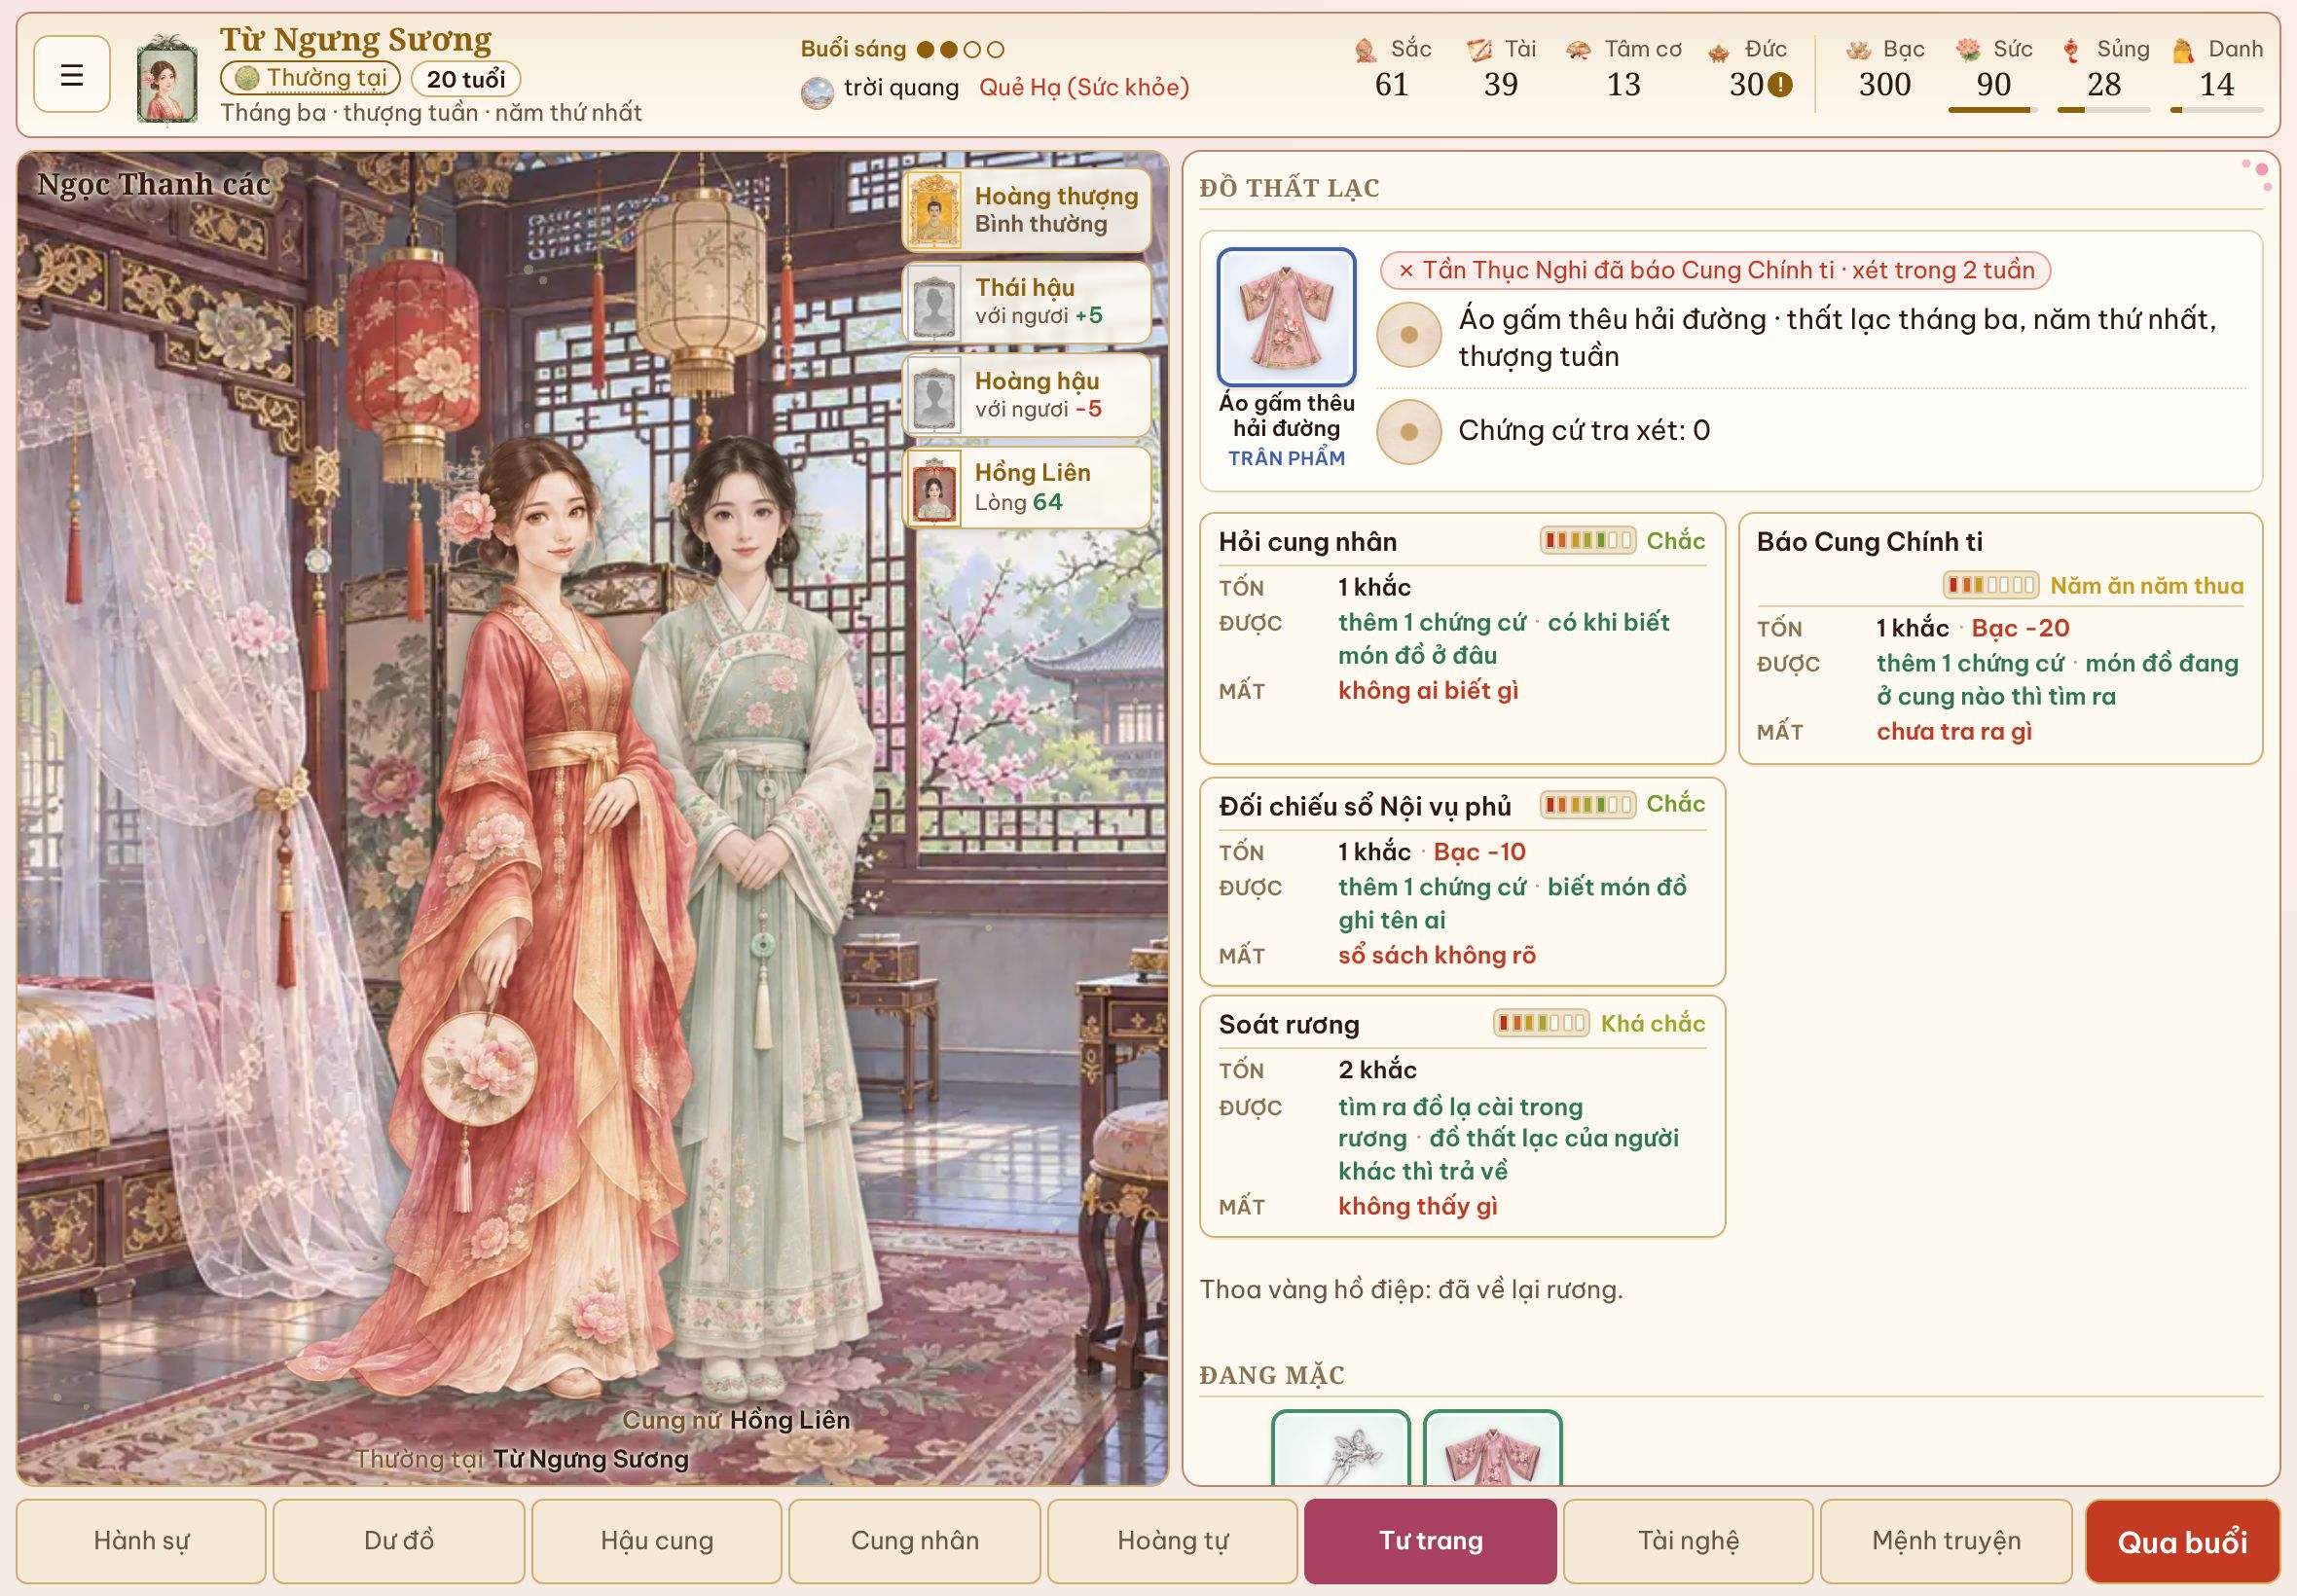 ☰
Từ Ngưng Sương
Thường tại
20 tuổi
Tháng ba · thượng tuần · năm thứ nhất
Buổi sáng
trời quang
Quẻ Hạ (Sức khỏe)
Sắc
61
Tài
39
Tâm cơ
13
Đức
30 !
Bạc
300
Sức
90
Sủng
28
Danh
14
Ngọc Thanh các
Hoàng thượng
Bình thường
Thái hậu
với ngươi +5
Hoàng hậu
với ngươi -5
Hồng Liên
Lòng 64
Cung nữ Hồng Liên
Thường tại Từ Ngưng Sương
ĐỒ THẤT LẠC
× Tần Thục Nghi đã báo Cung Chính ti · xét trong 2 tuần
Áo gấm thêu hải đường · thất lạc tháng ba, năm thứ nhất,
thượng tuần
Áo gấm thêu
hải đường
TRÂN PHẨM
Chứng cứ tra xét: 0
Hỏi cung nhân
Chắc
TỐN
1 khắc
ĐƯỢC
thêm 1 chứng cứ · có khi biết
món đồ ở đâu
MẤT
không ai biết gì
Báo Cung Chính ti
Năm ăn năm thua
TỐN
1 khắc · Bạc -20
ĐƯỢC
thêm 1 chứng cứ · món đồ đang
ở cung nào thì tìm ra
MẤT
chưa tra ra gì
Đối chiếu sổ Nội vụ phủ
Chắc
TỐN
1 khắc · Bạc -10
ĐƯỢC
thêm 1 chứng cứ · biết món đồ
ghi tên ai
MẤT
sổ sách không rõ
Soát rương
Khá chắc
TỐN
2 khắc
ĐƯỢC
tìm ra đồ lạ cài trong
rương · đồ thất lạc của người
khác thì trả về
MẤT
không thấy gì
Thoa vàng hồ điệp: đã về lại rương.
ĐANG MẶC
Hành sự
Dư đồ
Hậu cung
Cung nhân
Hoàng tự
Tư trang
Tài nghệ
Mệnh truyện
Qua buổi